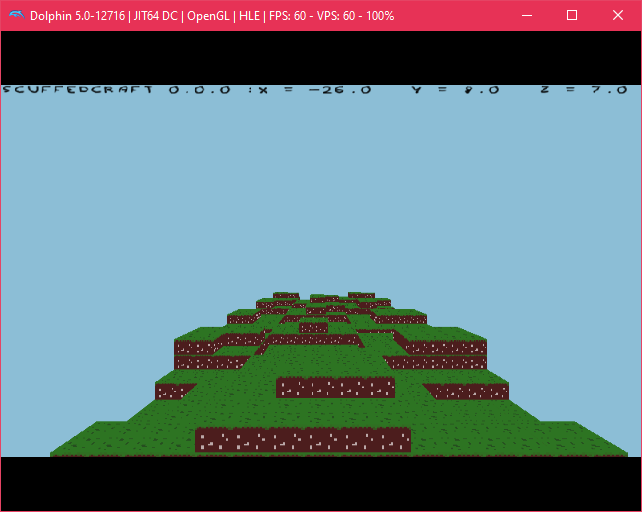 Dolphin 5.0-12716 | JIT64 DC | OpenGL | HLE | FPS: 60 - VPS: 60 - 100%
SCUFFEDCRAFT 0.0.0 :X = -26.0 Y = 8.0 Z = 7.0